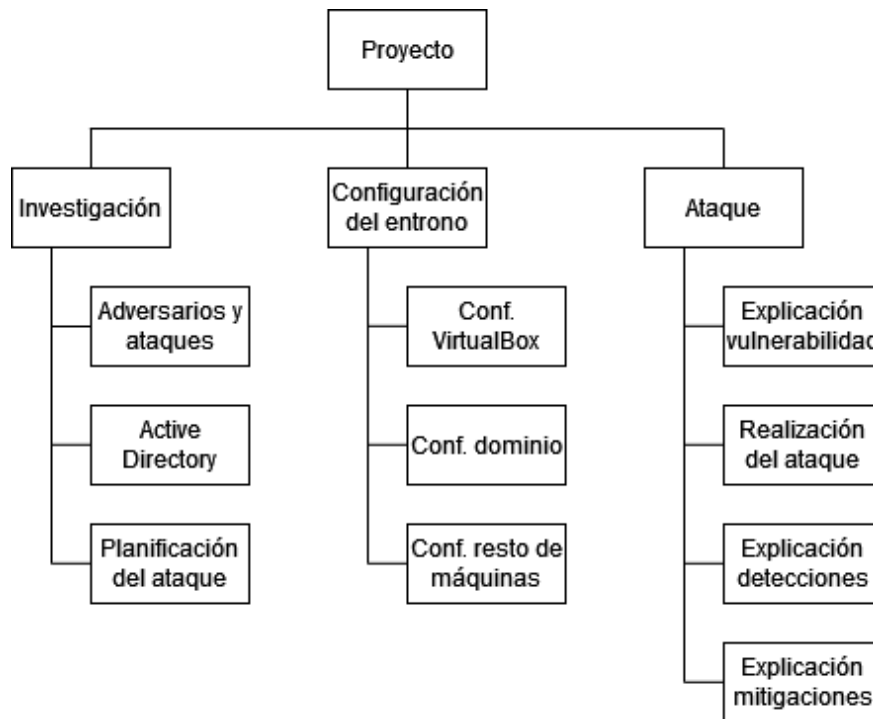 Proyecto
Investigación
Adversarios y
ataques
Active
Directory
Planificación
del ataque
Configuración
del entrono
Conf.
VirtualBox
Conf. dominio
Conf. resto de
máquinas
Ataque
Explicación
vulnerabilidad
Realización
del ataque
Explicación
detecciones
Explicación
mitigaciones